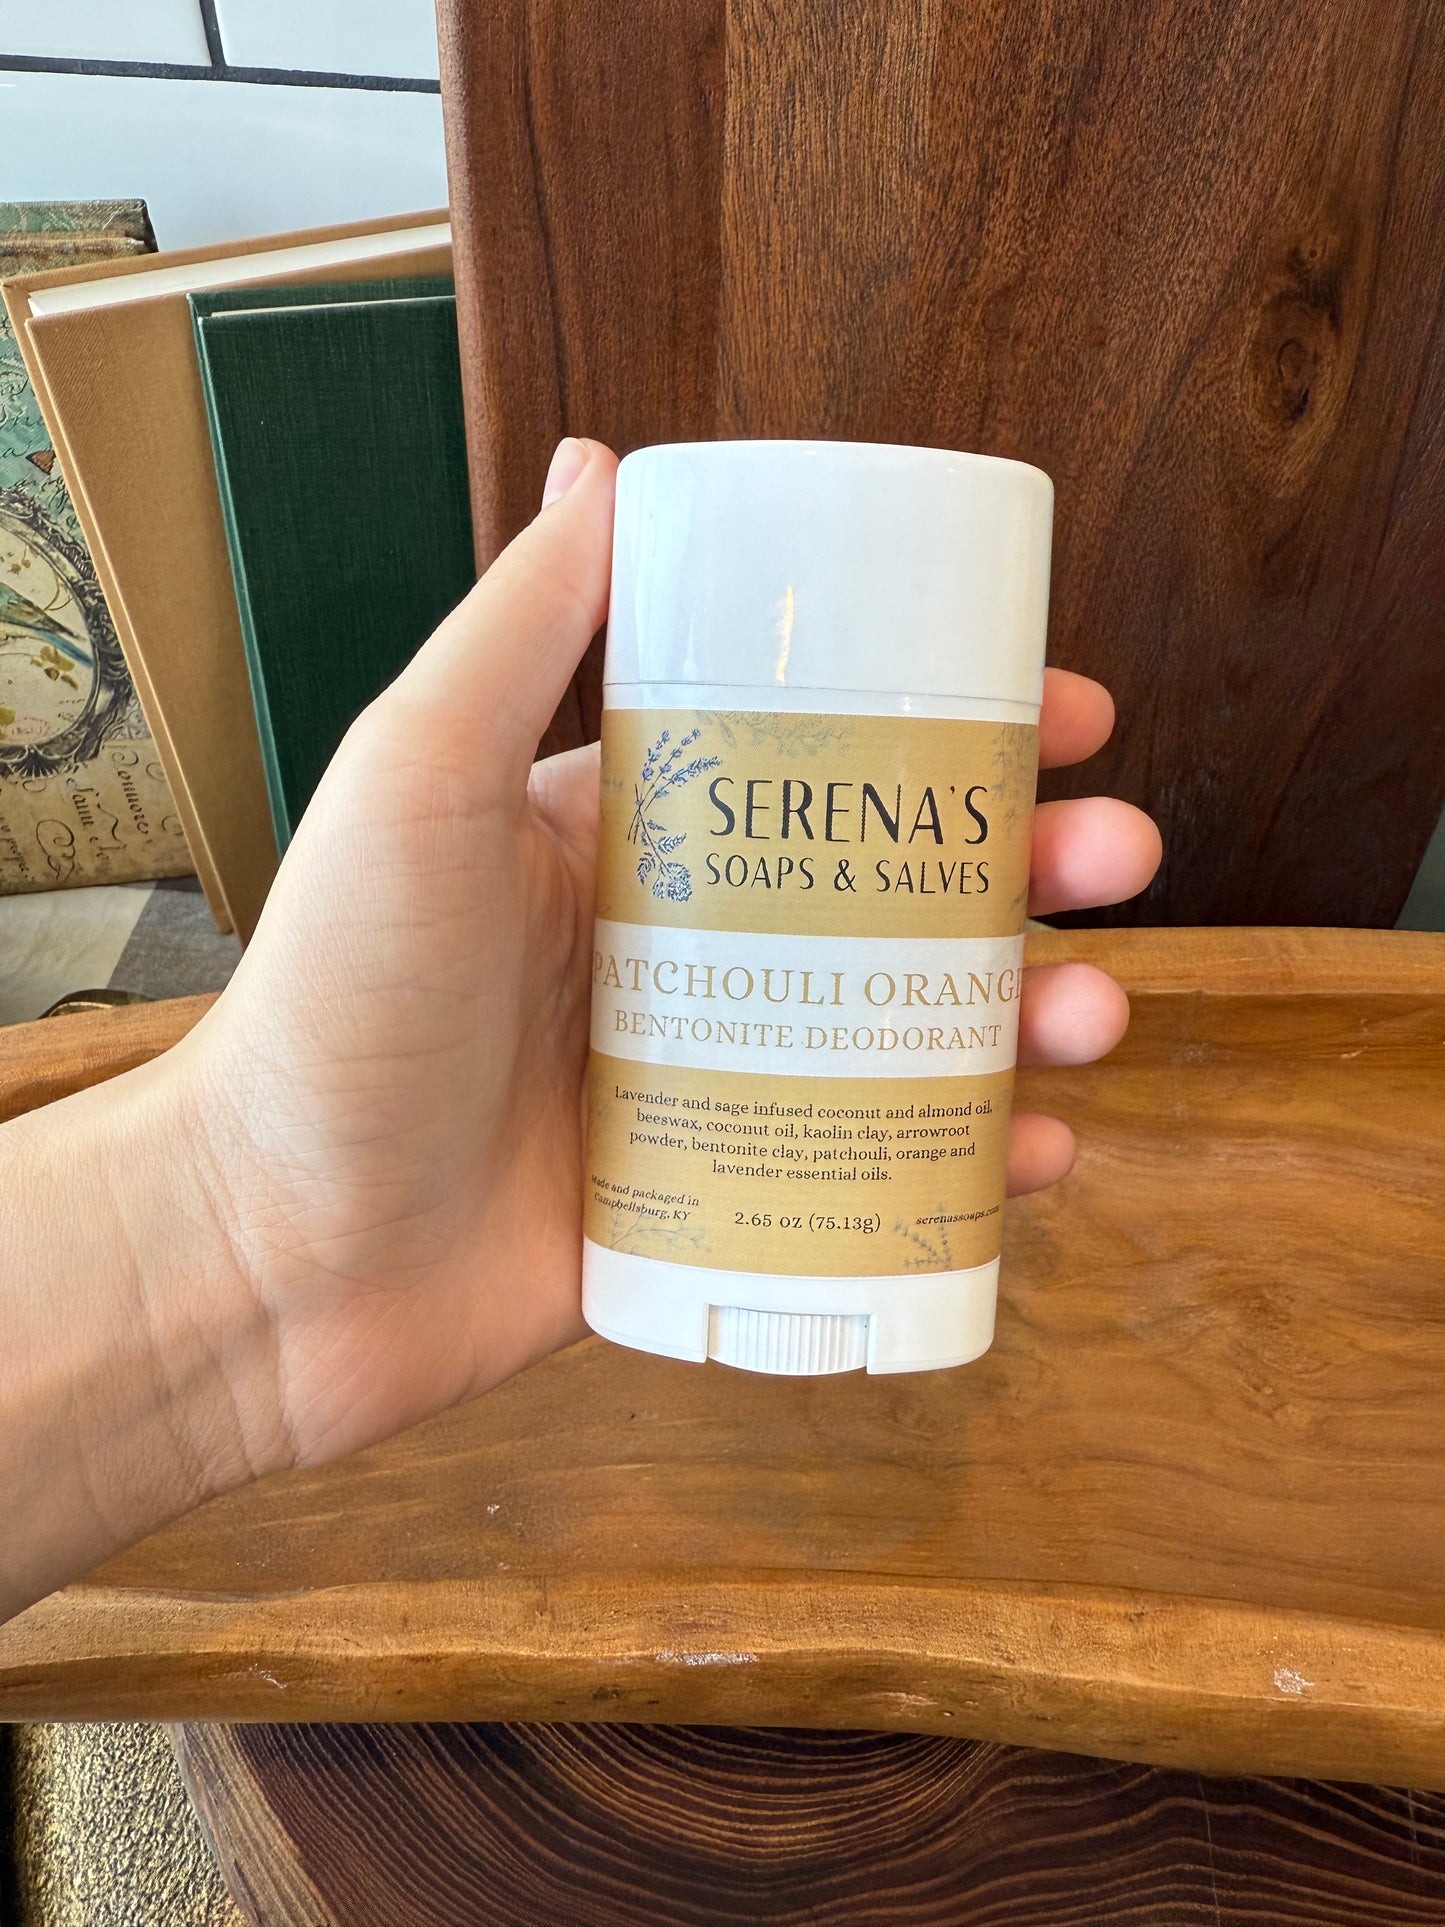 SERENA'S
SOAPS & SALVES
PATCHOULI ORANGE
BENTONITE DEODORANT
Lavender and sage infused coconut and almond oil,
beeswax, coconut oil, kaolin clay, arrowroot
powder, bentonite clay, patchouli, orange and
lavender essential oils.
Made and packaged in
Campbellsburg, KY
2.65 oz (75.13g)
serenassoaps.com